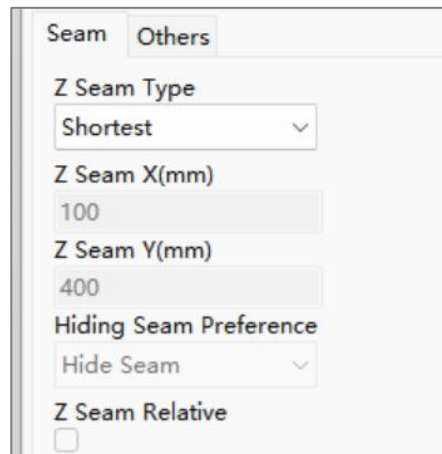 Seam Others
Z Seam Type
Shortest
Z Seam X(mm)
100
Z Seam Y(mm)
400
Hiding Seam Preference
Hide Seam
Z Seam Relative